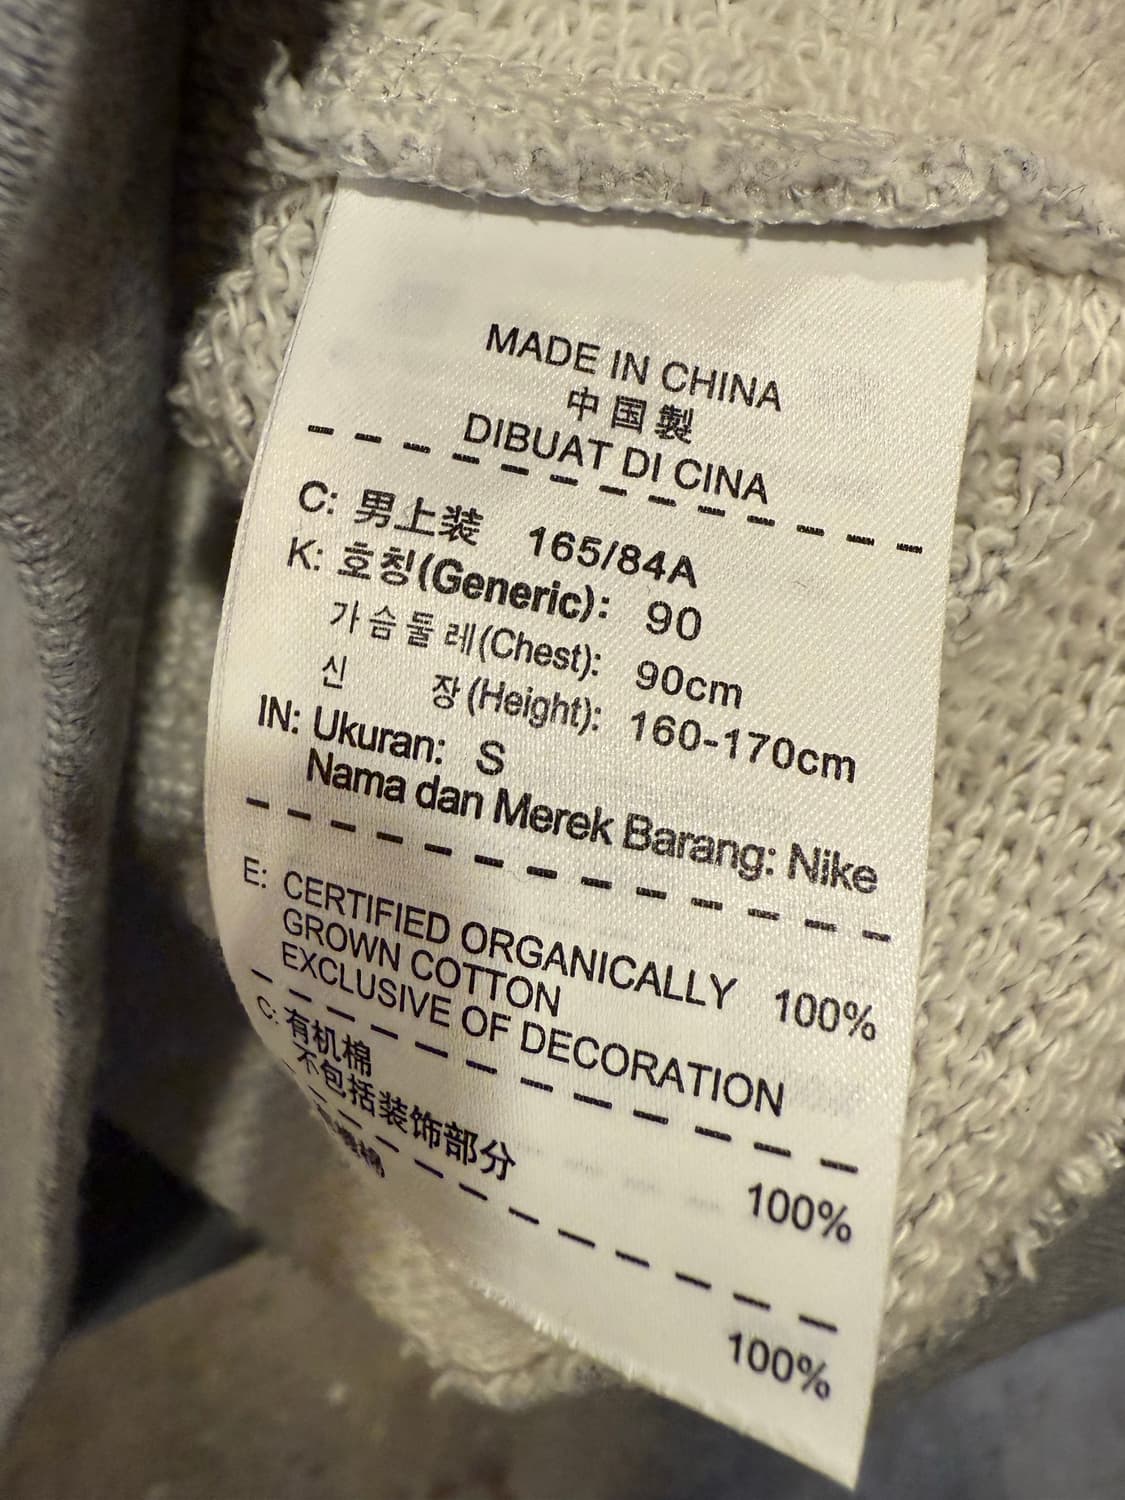 MADE IN CHINA
中国製
DIBUAT DI CINA
C: 男上装 165/84A
K: 호칭(Generic): 90
가슴둘레(Chest): 90cm
신 장(Height): 160-170cm
IN: Ukuran: S
Nama dan Merek Barang: Nike
E: CERTIFIED ORGANICALLY
GROWN COTTON 100%
EXCLUSIVE OF DECORATION
C: 有机棉 100%
不包括装饰部分
100%